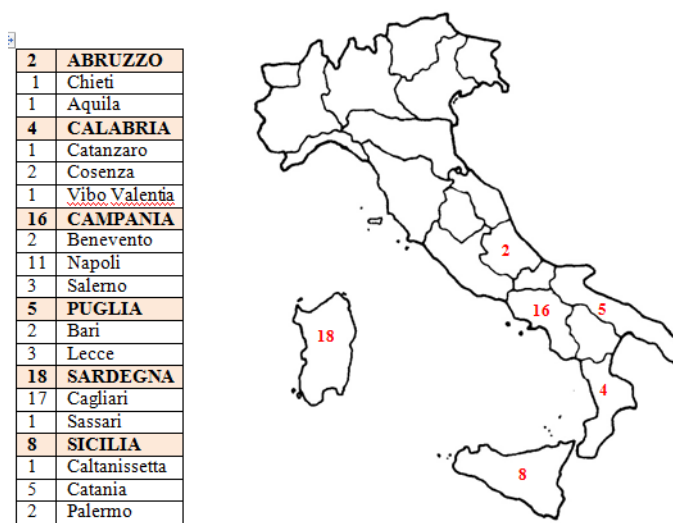 2 ABRUZZO
1 Chieti
1 Aquila
4 CALABRIA
1 Catanzaro
2 Cosenza
1 Vibo Valentia
16 CAMPANIA
2 Benevento
11 Napoli
3 Salerno
5 PUGLIA
2 Bari
3 Lecce
18 SARDEGNA
17 Cagliari
1 Sassari
8 SICILIA
1 Caltanissetta
5 Catania
2 Palermo
2
16
5
18
4
8